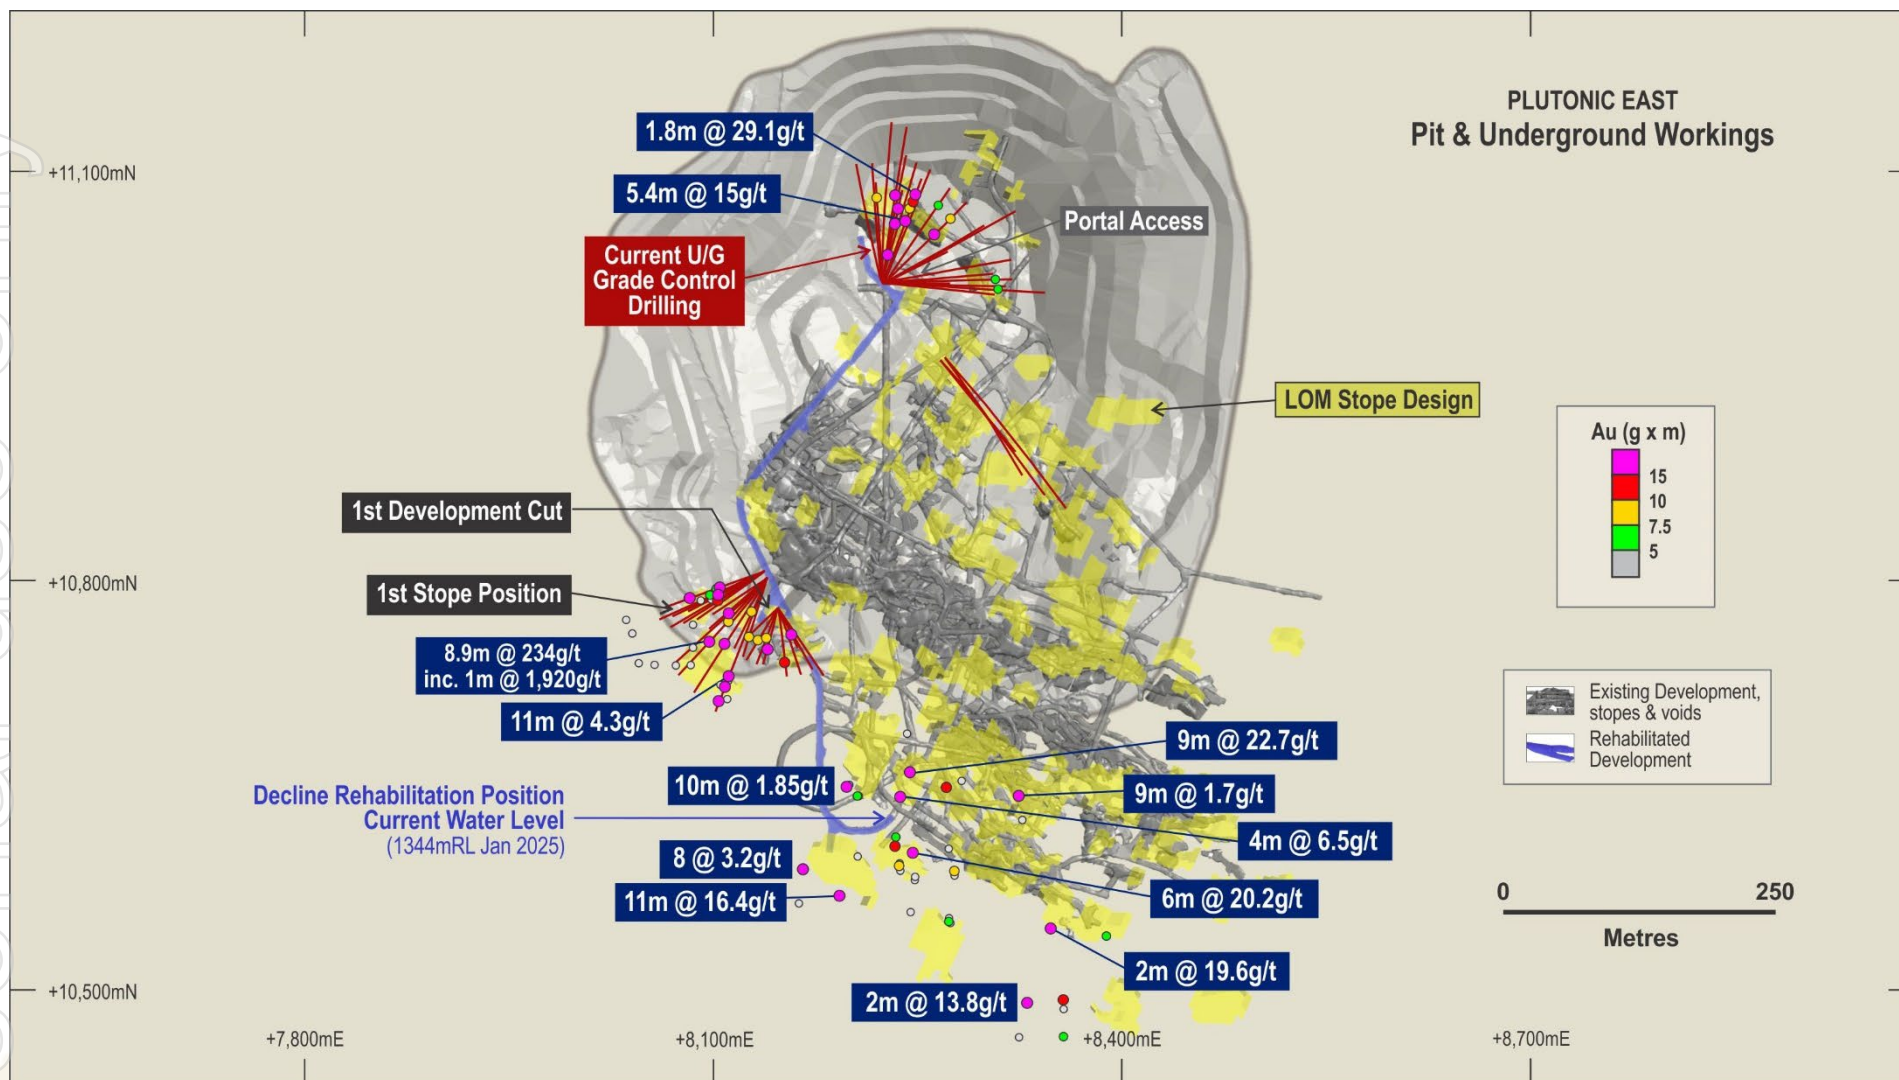 PLUTONIC EAST
Pit & Underground Workings
1.8m @ 29.1g/t
+11,100mN
5.4m @ 15g/t
Portal Access
Current U/G
Grade Control
Drilling
LOM Stope Design
Au (g x m)
15
10
7.5
5
1st Development Cut
+10,800mN
1st Stope Position
8.9m @ 234g/t
inc. 1m @ 1,920g/t
11m @ 4.3g/t
Existing Development,
stopes & voids
Rehabilitated
Development
9m @ 22.7g/t
10m @ 1.85g/t
9m @ 1.7g/t
Decline Rehabilitation Position
Current Water Level
(1344mRL Jan 2025)
4m @ 6.5g/t
8 @ 3.2g/t
11m @ 16.4g/t
6m @ 20.2g/t
0 250
Metres
2m @ 19.6g/t
+10,500mN
2m @ 13.8g/t
+7,800mE
+8,100mE
+8,400mE
+8,700mE